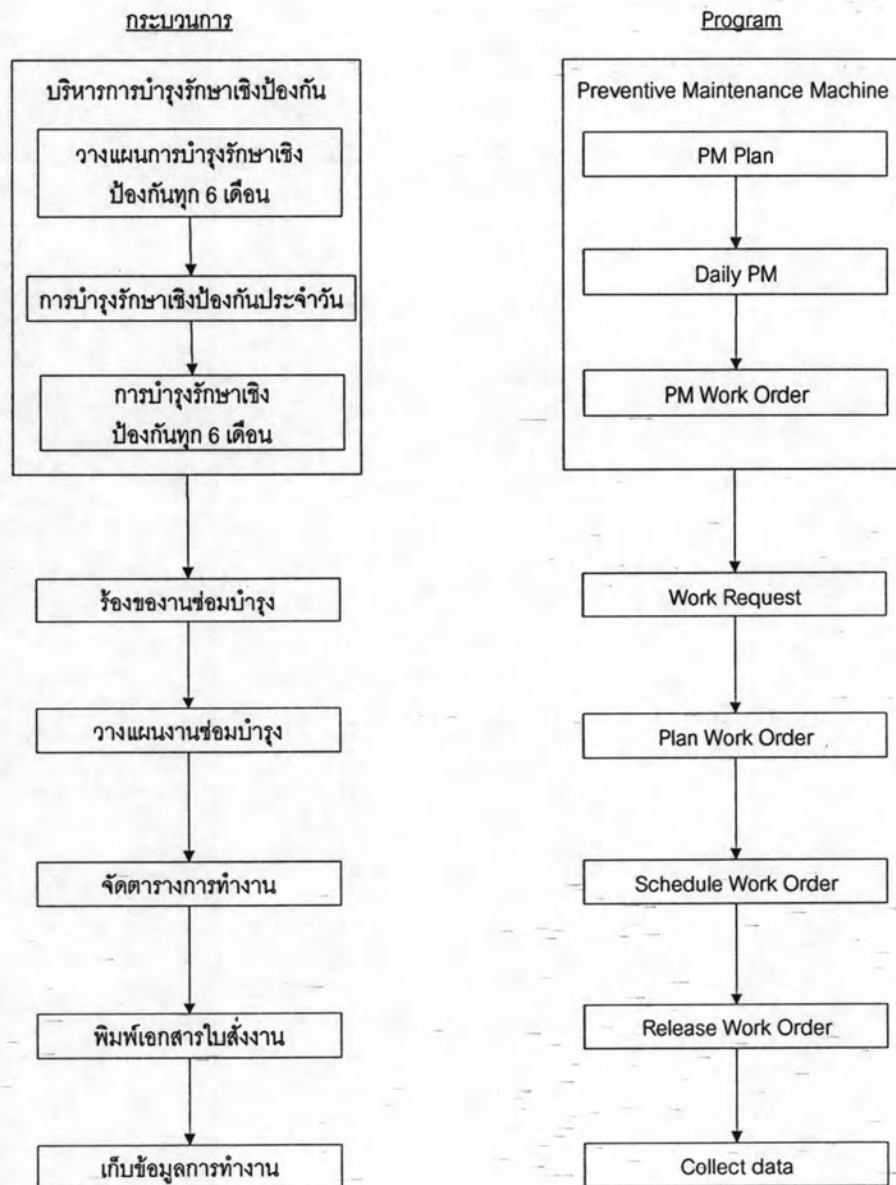 กระบวนการ
บริหารการบำรุงรักษาเชิงป้องกัน
วางแผนการบำรุงรักษาเชิง
ป้องกันทุก 6 เดือน
การบำรุงรักษาเชิงป้องกันประจำวัน
การบำรุงรักษาเชิง
ป้องกันทุก 6 เดือน
ร้องของานซ่อมบำรุง
วางแผนงานซ่อมบำรุง
จัดตารางการทำงาน
พิมพ์เอกสารใบสั่งงาน
เก็บข้อมูลการทำงาน
Program
Preventive Maintenance Machine
PM Plan
Daily PM
PM Work Order
Work Request
Plan Work Order
Schedule Work Order
Release Work Order
Collect data